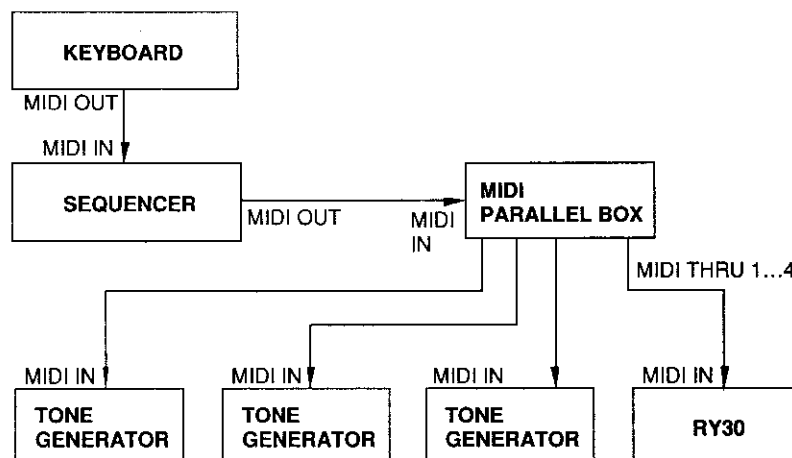 KEYBOARD
MIDI OUT
MIDI IN
SEQUENCER
MIDI OUT
MIDI
IN
MIDI
PARALLEL BOX
MIDI THRU 1...4
MIDI IN
TONE
GENERATOR
MIDI IN
TONE
GENERATOR
MIDI IN
TONE
GENERATOR
MIDI IN
RY30